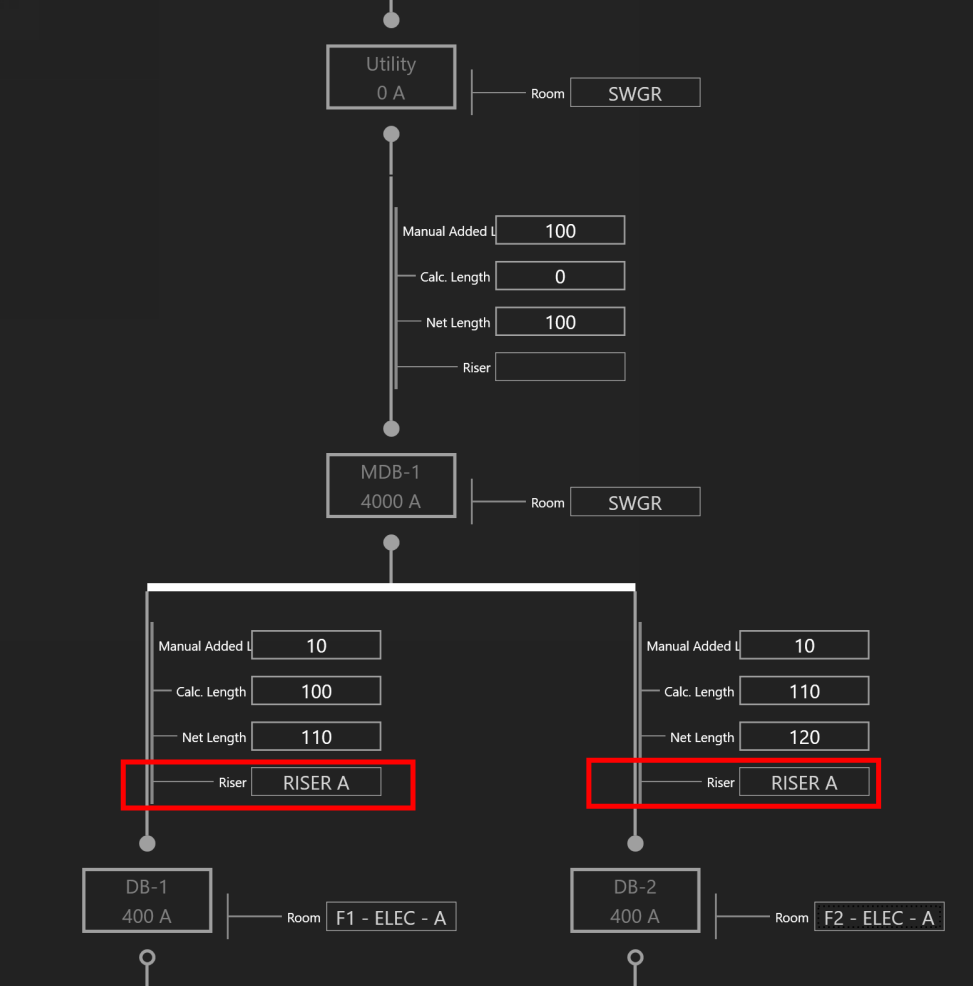 Utility
0 A
Room SWGR
Manual Added L 100
Calc. Length 0
Net Length 100
Riser
MDB-1
4000 A
Room SWGR
Manual Added L 10
Calc. Length 100
Net Length 110
Riser RISER A
Manual Added L 10
Calc. Length 110
Net Length 120
Riser RISER A
DB-1
400 A
Room F1 - ELEC - A
DB-2
400 A
Room F2 - ELEC - A